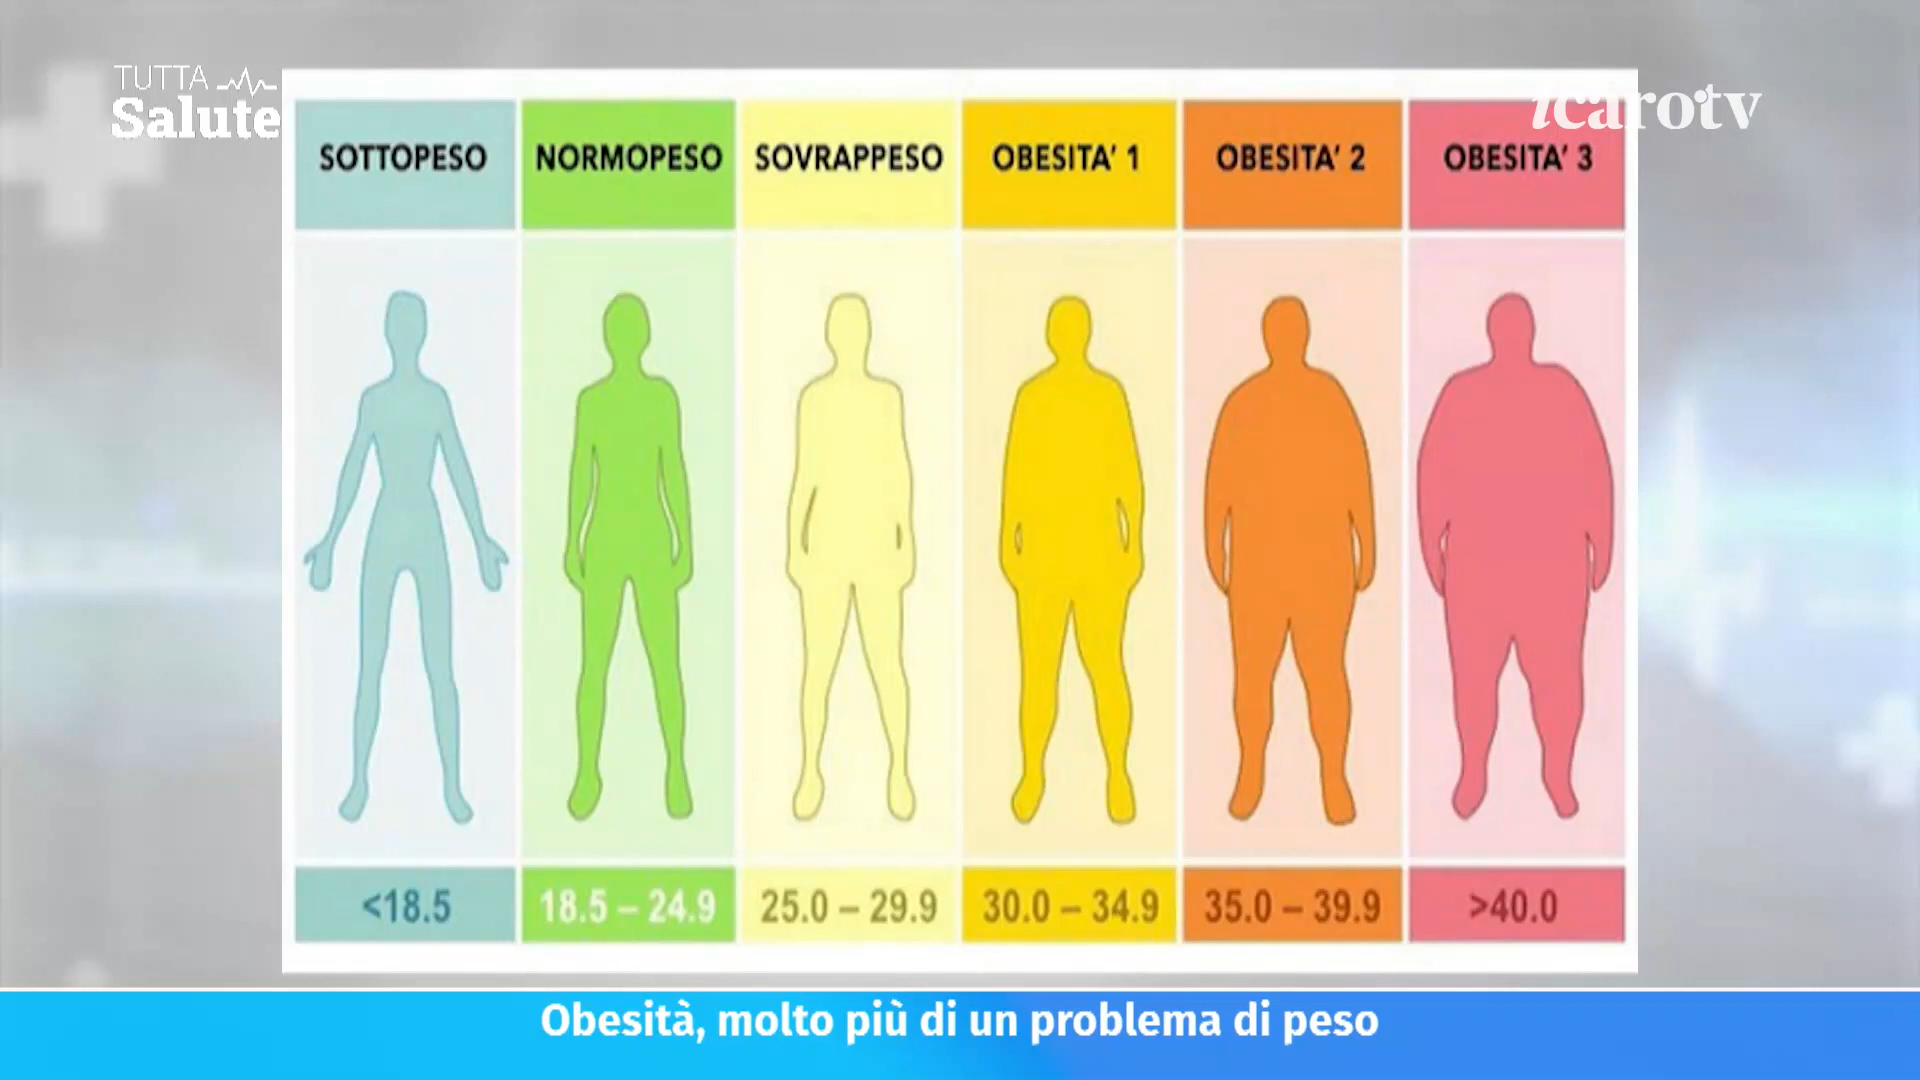 TUTTA
Salute
icarotv
SOTTOPESO
NORMOPESO
SOVRAPPESO
OBESITA’ 1
OBESITA’ 2
OBESITA’ 3
<18.5
18.5 – 24.9
25.0 – 29.9
30.0 – 34.9
35.0 – 39.9
>40.0
Obesità, molto più di un problema di peso